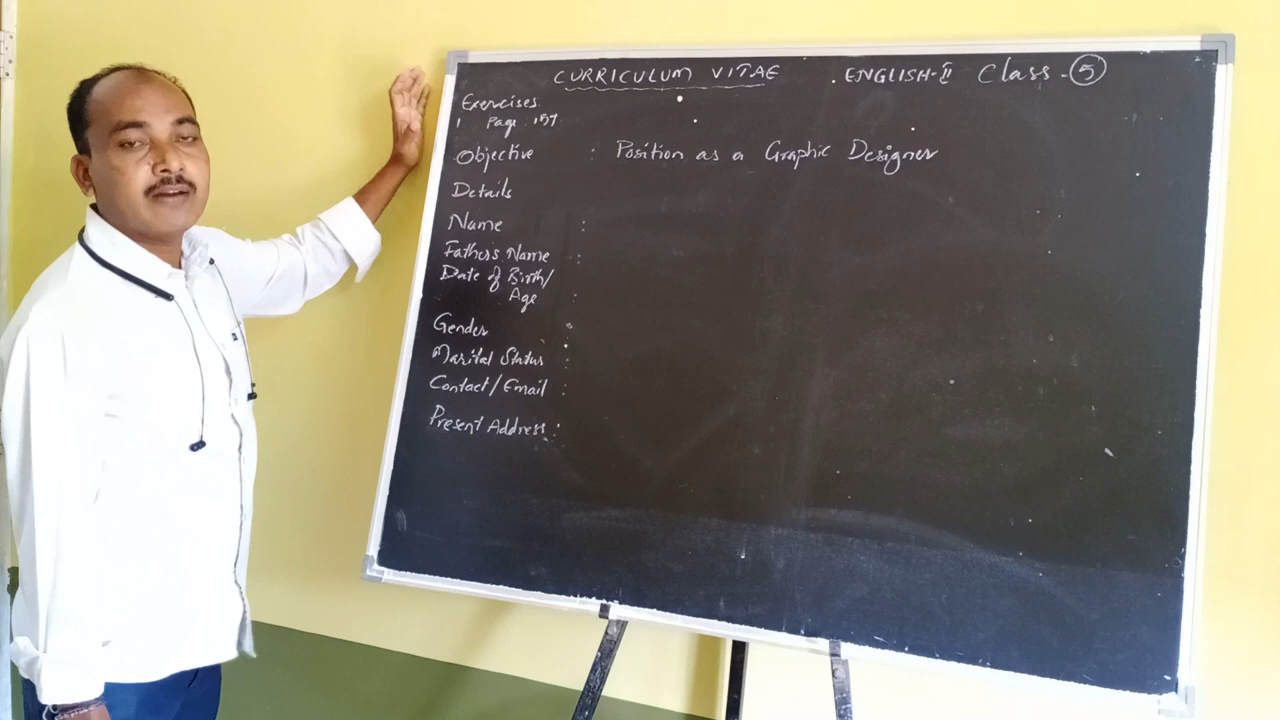 CURRICULUM VITAE . ENGLISH-II Class - 5
Exercises
1 Page 157
Objective : Position as a Graphic Designer
Details
Name :
Father's Name :
Date of Birth/
Age :
Gender :
Marital Status :
Contact/Email :
Present Address :